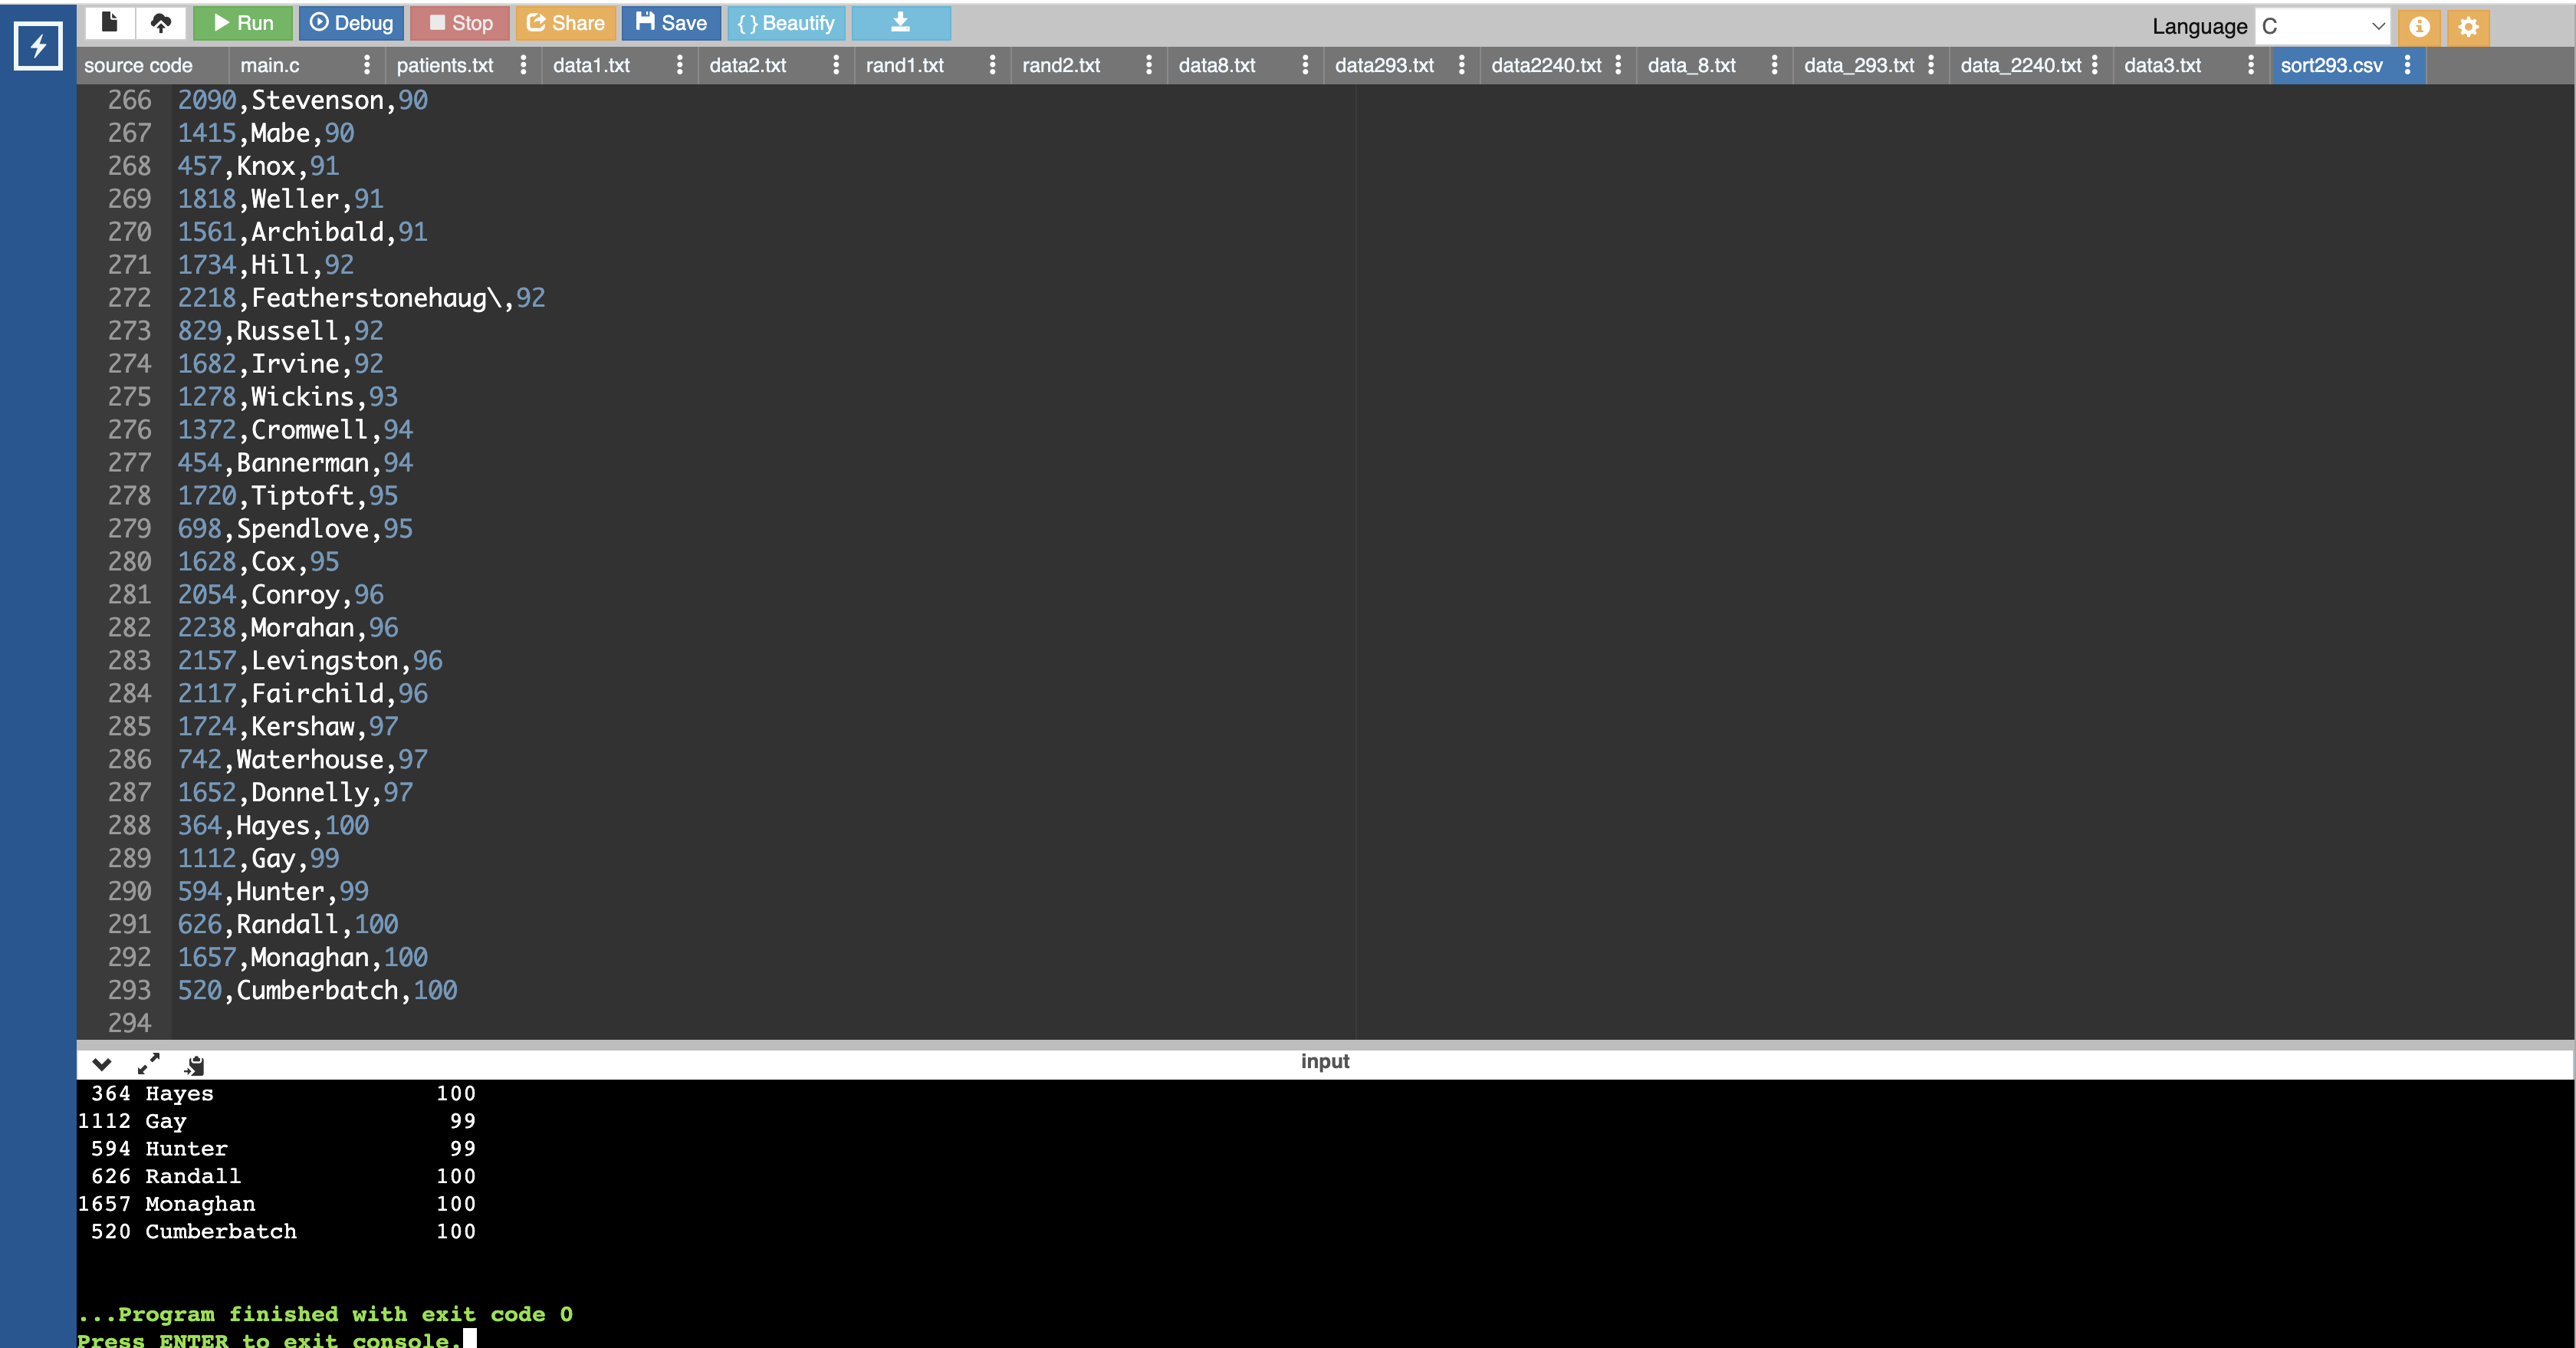 Run Debug Stop Share Save { } Beautify Language C
source code main.c patients.txt data1.txt data2.txt rand1.txt rand2.txt data8.txt data293.txt data2240.txt data_8.txt data_293.txt data_2240.txt data3.txt sort293.csv
266 2090,Stevenson,90
267 1415,Mabe,90
268 457,Knox,91
269 1818,Weller,91
270 1561,Archibald,91
271 1734,Hill,92
272 2218,Featherstonehaug\,92
273 829,Russell,92
274 1682,Irvine,92
275 1278,Wickins,93
276 1372,Cromwell,94
277 454,Bannerman,94
278 1720,Tiptoft,95
279 698,Spendlove,95
280 1628,Cox,95
281 2054,Conroy,96
282 2238,Morahan,96
283 2157,Levingston,96
284 2117,Fairchild,96
285 1724,Kershaw,97
286 742,Waterhouse,97
287 1652,Donnelly,97
288 364,Hayes,100
289 1112,Gay,99
290 594,Hunter,99
291 626,Randall,100
292 1657,Monaghan,100
293 520,Cumberbatch,100
294
input
364 Hayes 100
1112 Gay 99
594 Hunter 99
626 Randall 100
1657 Monaghan 100
520 Cumberbatch 100
...Program finished with exit code 0
Press ENTER to exit console.